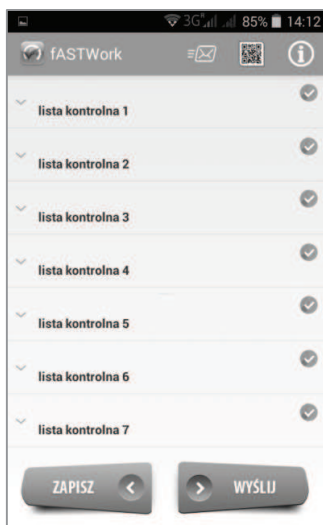 3G 85% 14:12
fASTWork
lista kontrolna 1
lista kontrolna 2
lista kontrolna 3
lista kontrolna 4
lista kontrolna 5
lista kontrolna 6
lista kontrolna 7
ZAPISZ WYŚLIJ